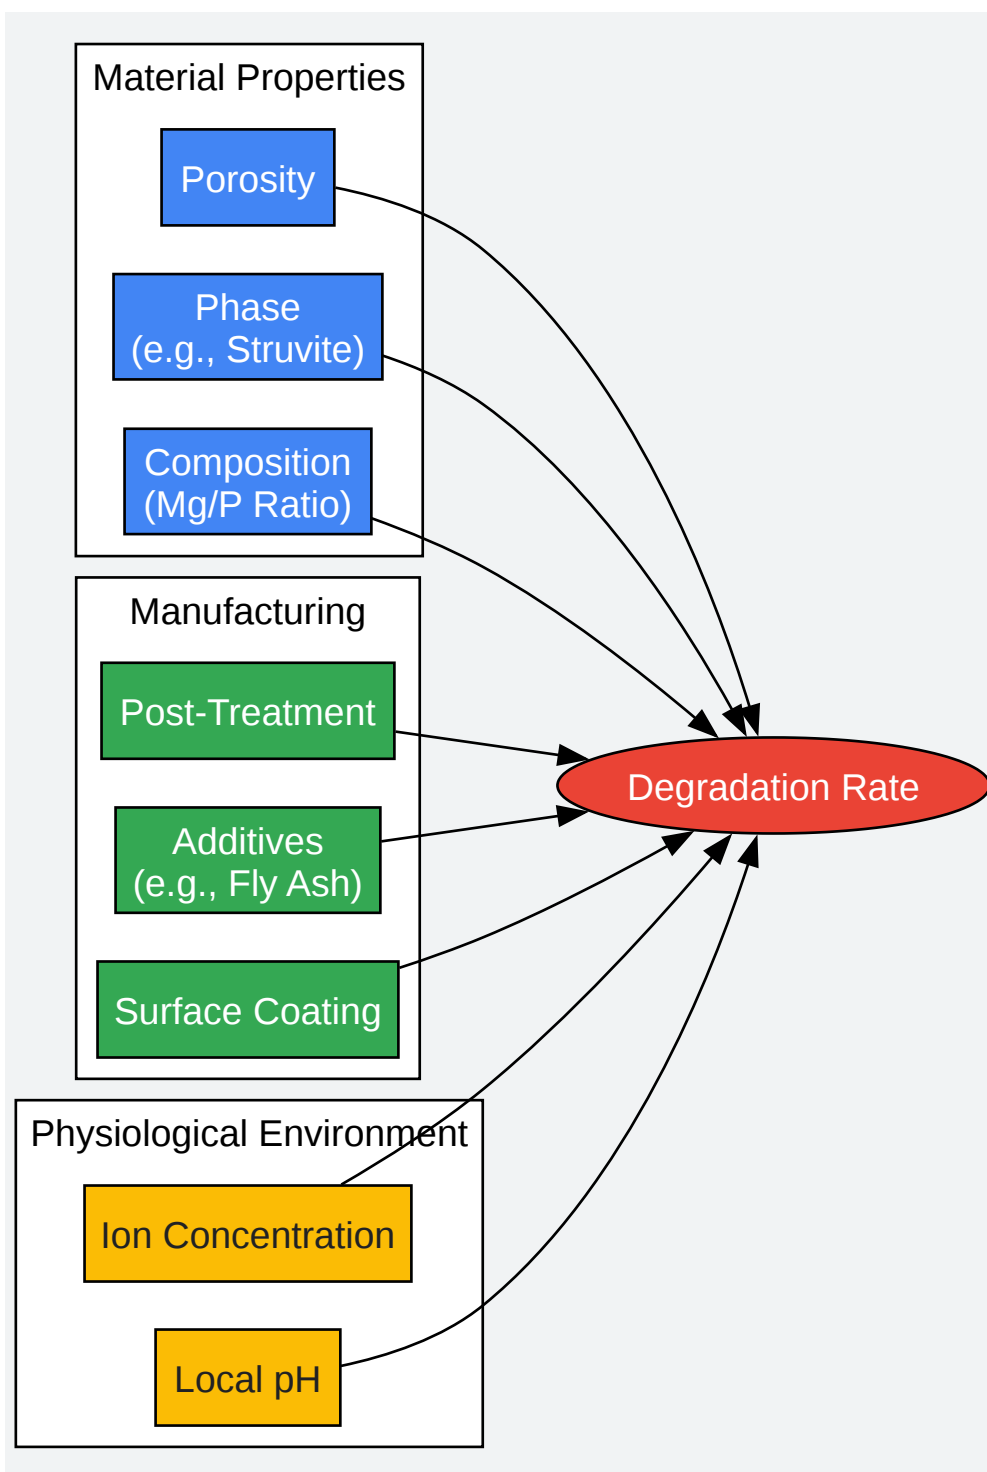 Material Properties
Porosity
Phase
(e.g., Struvite)
Composition
(Mg/P Ratio)
Manufacturing
Post-Treatment
Additives
(e.g., Fly Ash)
Surface Coating
Degradation Rate
Physiological Environment
Ion Concentration
Local pH